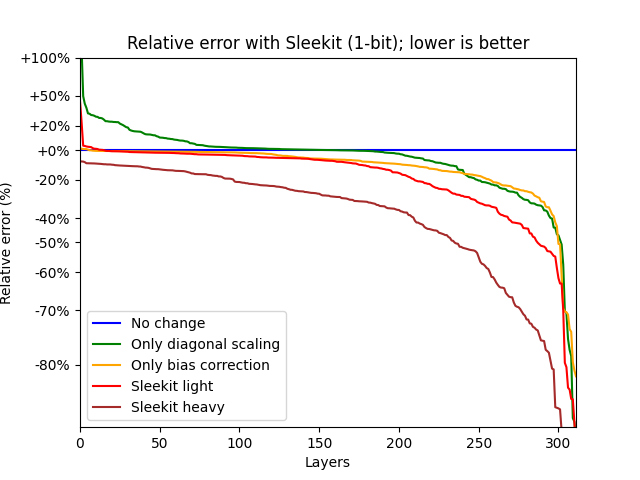 Relative error with Sleekit (1-bit); lower is better
+100%
+50%
+20%
+0%
-20%
-40%
-50%
-60%
-70%
-80%
Relative error (%)
No change
Only diagonal scaling
Only bias correction
Sleekit light
Sleekit heavy
0 50 100 150 200 250 300
Layers